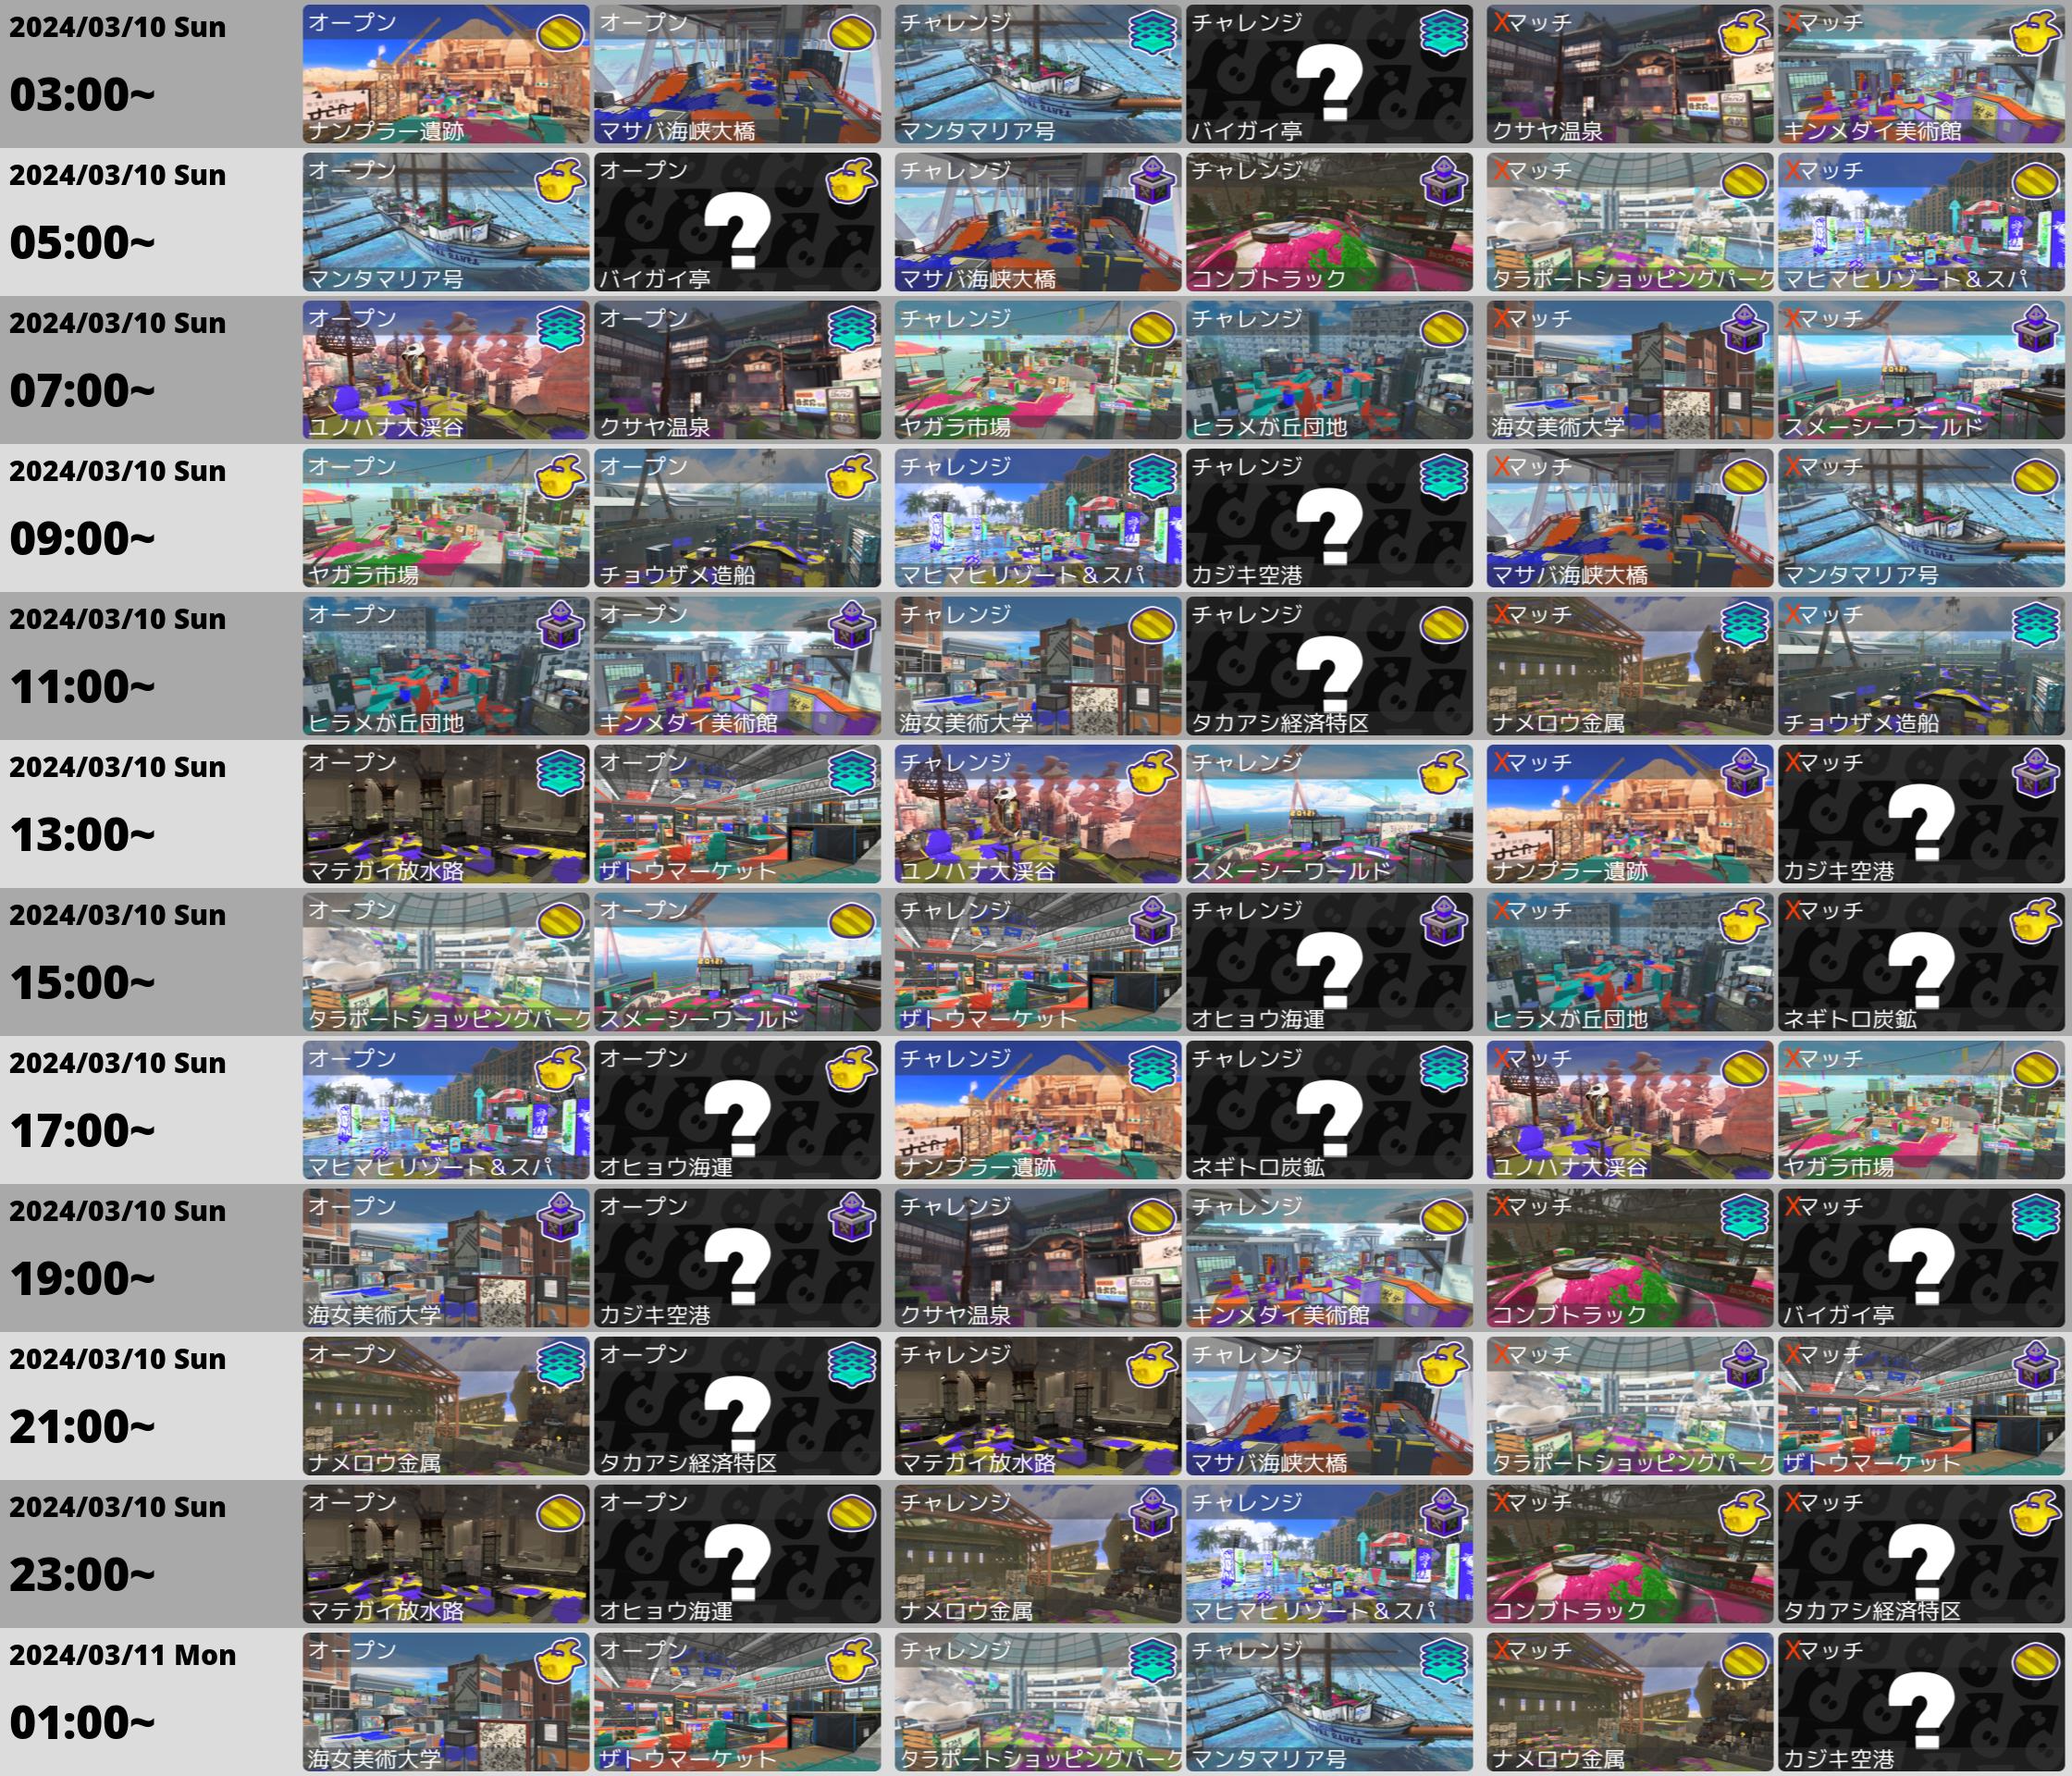 2024/03/10 Sun
03:00~
オープン オープン チャレンジ チャレンジ Xマッチ Xマッチ
ナンプラー遺跡 マサバ海峡大橋 マンタマリア号 バイガイ亭 クサヤ温泉 キンメダイ美術館
2024/03/10 Sun
05:00~
オープン オープン チャレンジ チャレンジ Xマッチ Xマッチ
マンタマリア号 バイガイ亭 マサバ海峡大橋 コンブトラック タラポートショッピングパーク マヒマヒリゾート＆スパ
2024/03/10 Sun
07:00~
オープン オープン チャレンジ チャレンジ Xマッチ Xマッチ
ユノハナ大渓谷 クサヤ温泉 ヤガラ市場 ヒラメが丘団地 海女美術大学 スメーシーワールド
2024/03/10 Sun
09:00~
オープン オープン チャレンジ チャレンジ Xマッチ Xマッチ
ヤガラ市場 チョウザメ造船 マヒマヒリゾート＆スパ カジキ空港 マサバ海峡大橋 マンタマリア号
2024/03/10 Sun
11:00~
オープン オープン チャレンジ チャレンジ Xマッチ Xマッチ
ヒラメが丘団地 キンメダイ美術館 海女美術大学 タカアシ経済特区 ナメロウ金属 チョウザメ造船
2024/03/10 Sun
13:00~
オープン オープン チャレンジ チャレンジ Xマッチ Xマッチ
マテガイ放水路 ザトウマーケット ユノハナ大渓谷 スメーシーワールド ナンプラー遺跡 カジキ空港
2024/03/10 Sun
15:00~
オープン オープン チャレンジ チャレンジ Xマッチ Xマッチ
タラポートショッピングパーク スメーシーワールド ザトウマーケット オヒョウ海運 ヒラメが丘団地 ネギトロ炭鉱
2024/03/10 Sun
17:00~
オープン オープン チャレンジ チャレンジ Xマッチ Xマッチ
マヒマヒリゾート＆スパ オヒョウ海運 ナンプラー遺跡 ネギトロ炭鉱 ユノハナ大渓谷 ヤガラ市場
2024/03/10 Sun
19:00~
オープン オープン チャレンジ チャレンジ Xマッチ Xマッチ
海女美術大学 カジキ空港 クサヤ温泉 キンメダイ美術館 コンブトラック バイガイ亭
2024/03/10 Sun
21:00~
オープン オープン チャレンジ チャレンジ Xマッチ Xマッチ
ナメロウ金属 タカアシ経済特区 マテガイ放水路 マサバ海峡大橋 タラポートショッピングパーク ザトウマーケット
2024/03/10 Sun
23:00~
オープン オープン チャレンジ チャレンジ Xマッチ Xマッチ
マテガイ放水路 オヒョウ海運 ナメロウ金属 マヒマヒリゾート＆スパ コンブトラック タカアシ経済特区
2024/03/11 Mon
01:00~
オープン オープン チャレンジ チャレンジ Xマッチ Xマッチ
海女美術大学 ザトウマーケット タラポートショッピングパーク マンタマリア号 ナメロウ金属 カジキ空港